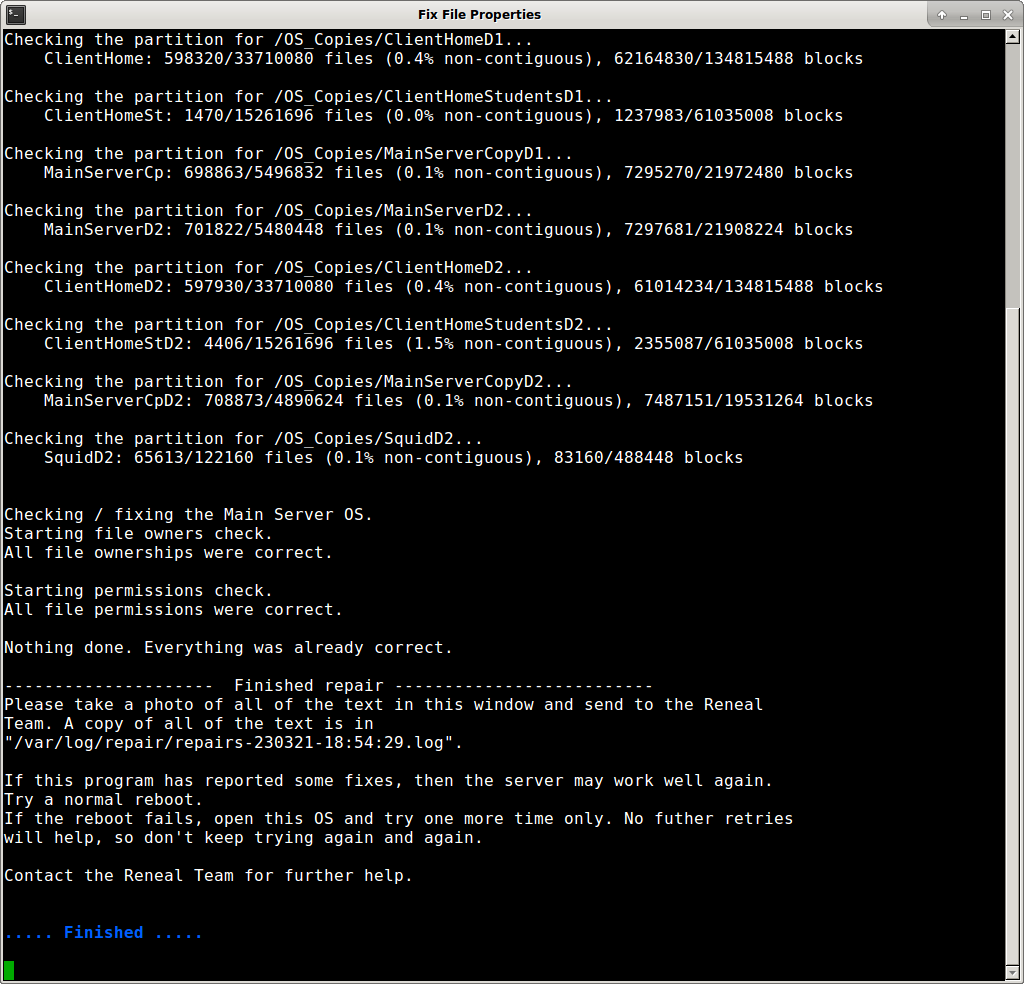 Fix File Properties
Checking the partition for /OS_Copies/ClientHomeD1...
    ClientHome: 598320/33710080 files (0.4% non-contiguous), 62164830/134815488 blocks
Checking the partition for /OS_Copies/ClientHomeStudentsD1...
    ClientHomeSt: 1470/15261696 files (0.0% non-contiguous), 1237983/61035008 blocks
Checking the partition for /OS_Copies/MainServerCopyD1...
    MainServerCp: 698863/5496832 files (0.1% non-contiguous), 7295270/21972480 blocks
Checking the partition for /OS_Copies/MainServerD2...
    MainServerD2: 701822/5480448 files (0.1% non-contiguous), 7297681/21908224 blocks
Checking the partition for /OS_Copies/ClientHomeD2...
    ClientHomeD2: 597930/33710080 files (0.4% non-contiguous), 61014234/134815488 blocks
Checking the partition for /OS_Copies/ClientHomeStudentsD2...
    ClientHomeStD2: 4406/15261696 files (1.5% non-contiguous), 2355087/61035008 blocks
Checking the partition for /OS_Copies/MainServerCopyD2...
    MainServerCpD2: 708873/4890624 files (0.1% non-contiguous), 7487151/19531264 blocks
Checking the partition for /OS_Copies/SquidD2...
    SquidD2: 65613/122160 files (0.1% non-contiguous), 83160/488448 blocks
Checking / fixing the Main Server OS.
Starting file owners check.
All file ownerships were correct.
Starting permissions check.
All file permissions were correct.
Nothing done. Everything was already correct.
---------------------  Finished repair --------------------------
Please take a photo of all of the text in this window and send to the Reneal
Team. A copy of all of the text is in
"/var/log/repair/repairs-230321-18:54:29.log".
If this program has reported some fixes, then the server may work well again.
Try a normal reboot.
If the reboot fails, open this OS and try one more time only. No futher retries
will help, so don't keep trying again and again.
Contact the Reneal Team for further help.
..... Finished .....